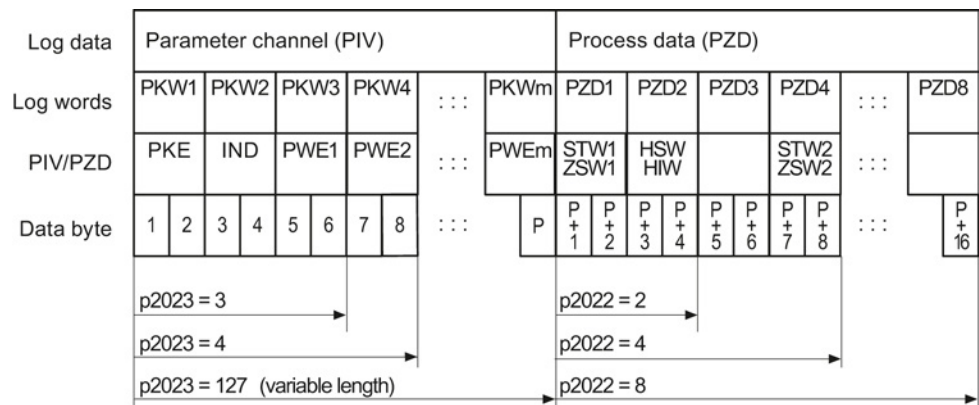 Log data Parameter channel (PIV) Process data (PZD)
Log words PKW1 PKW2 PKW3 PKW4 : : : PKWm PZD1 PZD2 PZD3 PZD4 : : : PZD8
PIV/PZD PKE IND PWE1 PWE2 PWEm STW1 HSW STW2
ZSW1 HIW ZSW2
Data byte 1 2 3 4 5 6 7 8 : : : P P+1 P+2 P+3 P+4 P+5 P+6 P+7 P+8 : : : P+16
p2023 = 3 p2022 = 2
p2023 = 4 p2022 = 4
p2023 = 127 (variable length) p2022 = 8